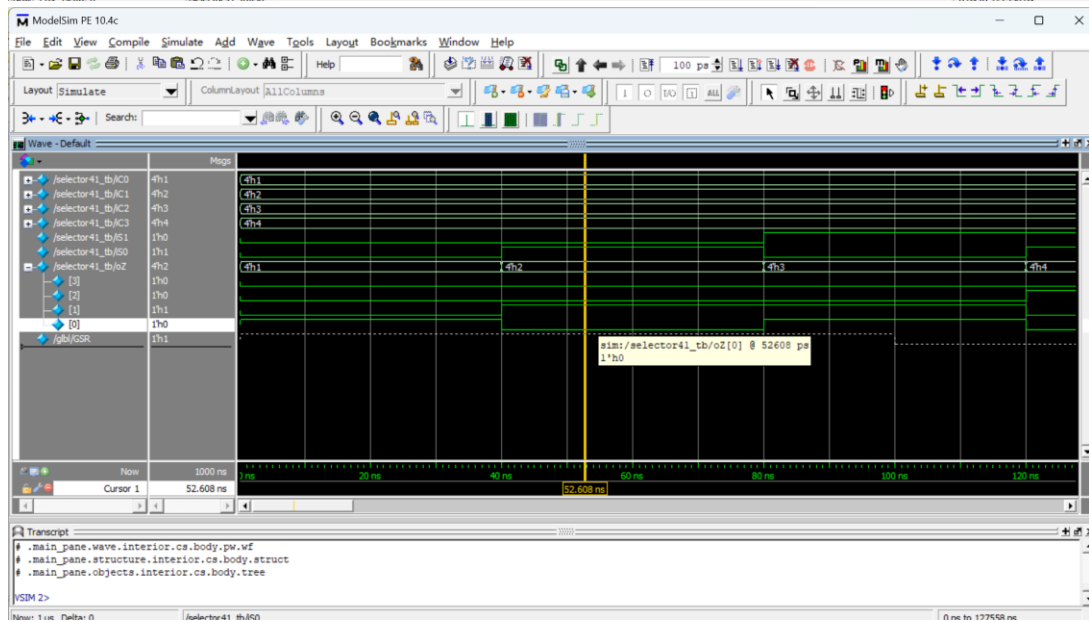 ModelSim PE 10.4c
File Edit View Compile Simulate Add Wave Tools Layout Bookmarks Window Help
Help
100 ps
Layout Simulate
ColumnLayout AllColumns
Search:
Wave - Default
Msgs
/selector41_tb/iC0 4'h1 4'h1
/selector41_tb/iC1 4'h2 4'h2
/selector41_tb/iC2 4'h3 4'h3
/selector41_tb/iC3 4'h4 4'h4
/selector41_tb/iS1 1'h0
/selector41_tb/iS0 1'h1
/selector41_tb/oZ 4'h2 4'h1 4'h2 4'h3 4'h4
[3] 1'h0
[2] 1'h0
[1] 1'h1
[0] 1'h0
/glbl/GSR 1'h1
sim:/selector41_tb/oZ[0] @ 52608 ps
1'h0
Now 1000 ns 20 ns 40 ns 60 ns 80 ns 100 ns 120 ns
Cursor 1 52.608 ns 52.608 ns
Transcript
# .main_pane.wave.interior.cs.body.pw.wf
# .main_pane.structure.interior.cs.body.struct
# .main_pane.objects.interior.cs.body.tree
VSIM 2>
Now: 1 us Delta: 0 /selector41_tb/iS0 0 ns to 127558 ps